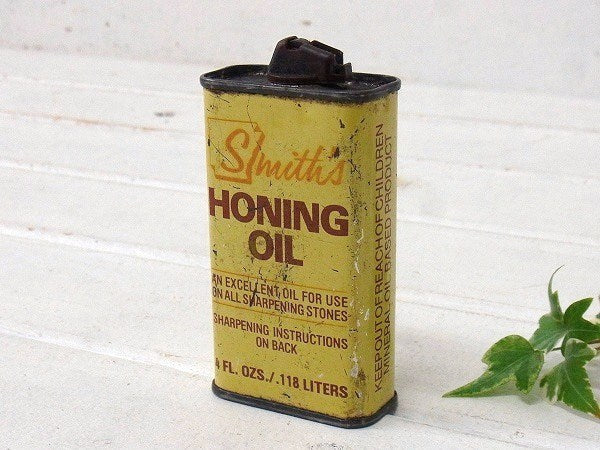 Smith's
HONING
OIL
AN EXCELLENT OIL FOR USE
ON ALL SHARPENING STONES
SHARPENING INSTRUCTIONS
ON BACK
4 FL. OZS./.118 LITERS
KEEP OUT OF REACH OF CHILDREN
MINERAL OIL BASED PRODUCT